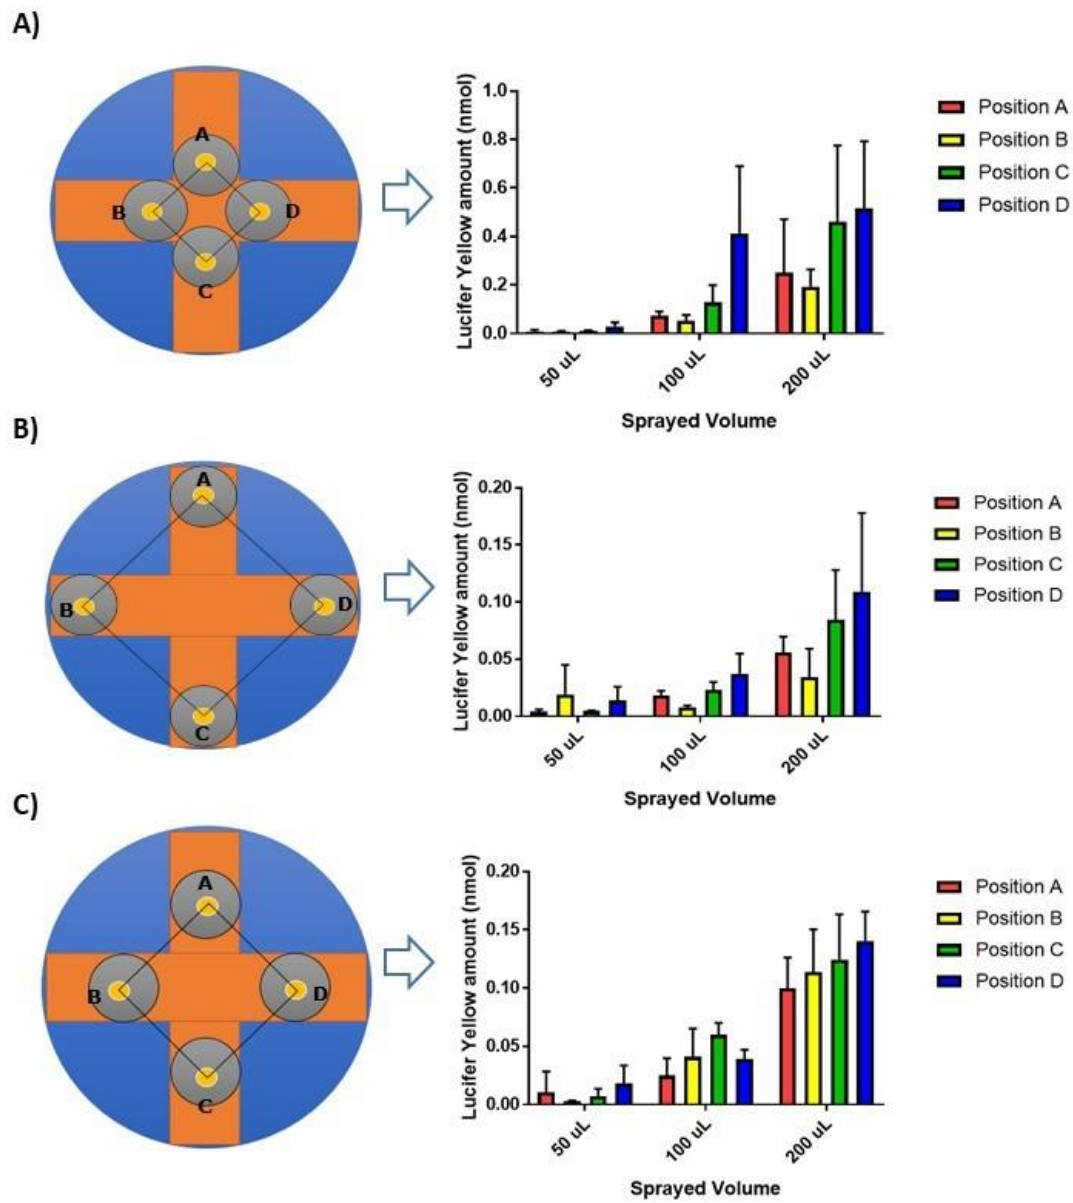 A)
A
B
D
C
Lucifer Yellow amount (nmol)
1.0
0.8
0.6
0.4
0.2
0.0
50 uL
100 uL
200 uL
Sprayed Volume
Position A
Position B
Position C
Position D
B)
A
B
D
C
Lucifer Yellow amount (nmol)
0.20
0.15
0.10
0.05
0.00
50 uL
100 uL
200 uL
Sprayed Volume
Position A
Position B
Position C
Position D
C)
A
B
D
C
Lucifer Yellow amount (nmol)
0.20
0.15
0.10
0.05
0.00
50 uL
100 uL
200 uL
Sprayed Volume
Position A
Position B
Position C
Position D